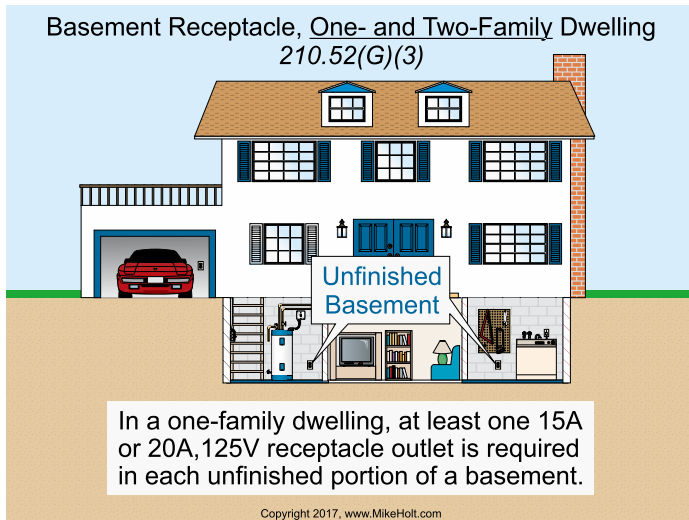 Basement Receptacle, One- and Two-Family Dwelling
210.52(G)(3)
Unfinished
Basement
In a one-family dwelling, at least one 15A
or 20A,125V receptacle outlet is required
in each unfinished portion of a basement.
Copyright 2017, www.MikeHolt.com